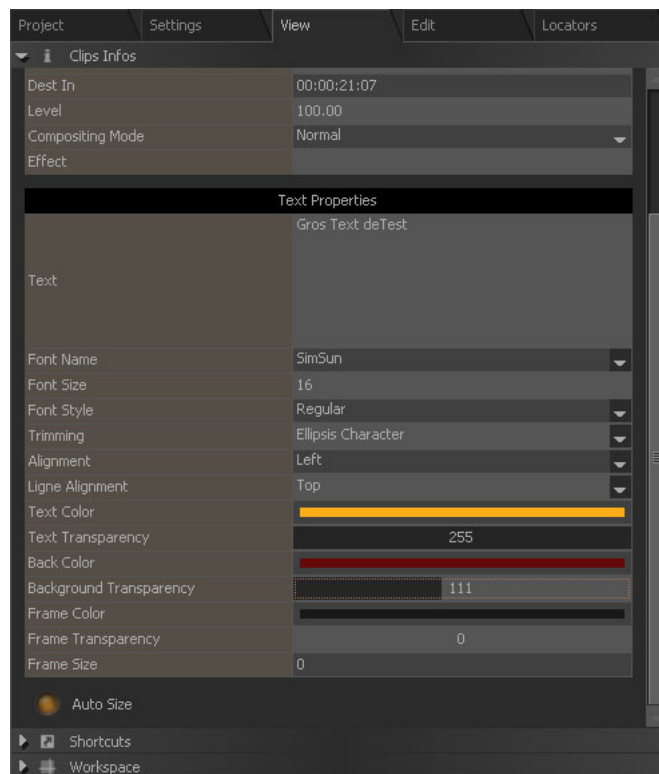 Project Settings View Edit Locators
Clips Infos
Dest In 00:00:21:07
Level 100.00
Compositing Mode Normal
Effect
Text Properties
Gros Text deTest
Text
Font Name SimSun
Font Size 16
Font Style Regular
Trimming Ellipsis Character
Alignment Left
Ligne Alignment Top
Text Color
Text Transparency 255
Back Color
Background Transparency 111
Frame Color
Frame Transparency 0
Frame Size 0
Auto Size
Shortcuts
Workspace